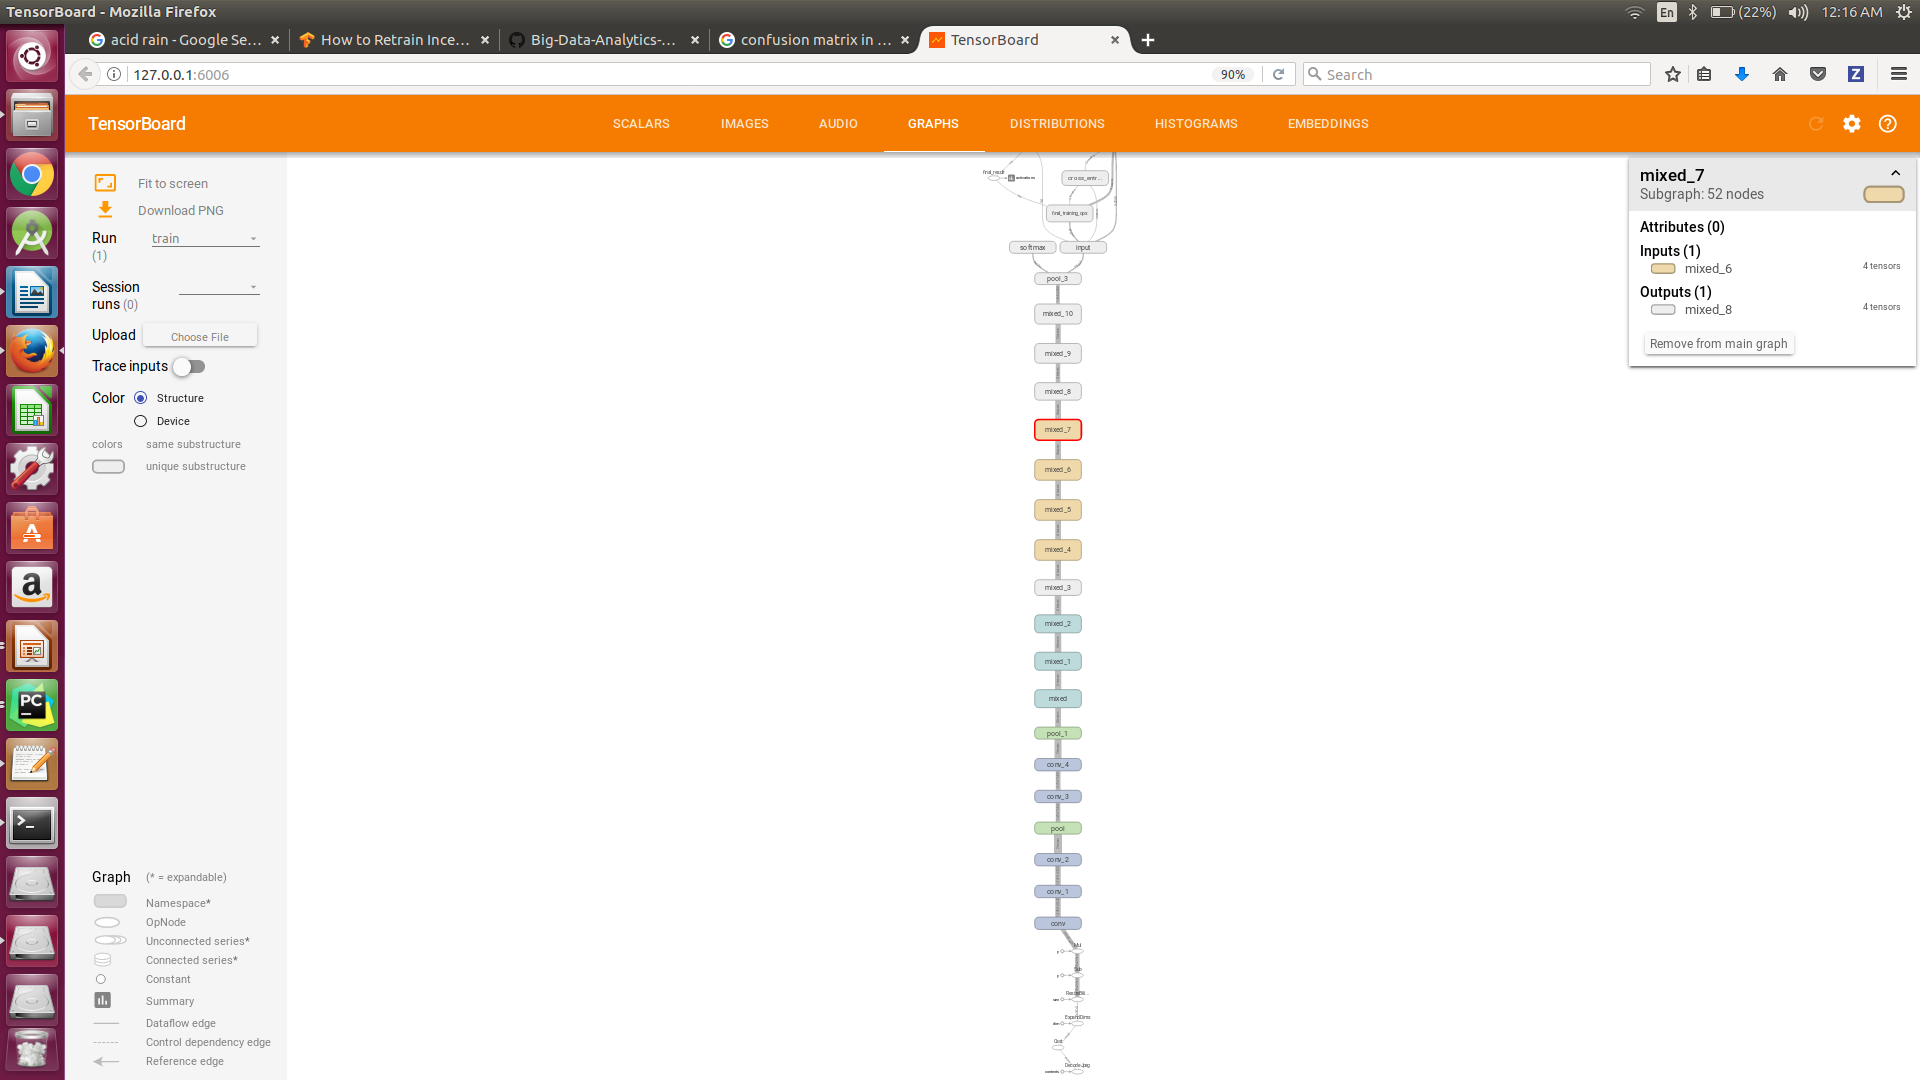 TensorBoard - Mozilla Firefox
En
(22%)
12:16 AM
acid rain - Google Se...
How to Retrain Ince...
Big-Data-Analytics-...
confusion matrix in ...
TensorBoard
127.0.0.1:6006
90%
Search
TensorBoard
SCALARS
IMAGES
AUDIO
GRAPHS
DISTRIBUTIONS
HISTOGRAMS
EMBEDDINGS
Fit to screen
Download PNG
Run
(1)
train
Session
runs (0)
Upload
Choose File
Trace inputs
Color
Structure
Device
colors
same substructure
unique substructure
Graph
(* = expandable)
Namespace*
OpNode
Unconnected series*
Connected series*
Constant
Summary
Dataflow edge
Control dependency edge
Reference edge
final_result
cross_entr...
final_training_ops
softmax
input
pool_3
mixed_10
mixed_9
mixed_8
mixed_7
mixed_6
mixed_5
mixed_4
mixed_3
mixed_2
mixed_1
mixed
pool_1
conv_4
conv_3
pool
conv_2
conv_1
conv
Mul
y
Sub
y
size
ResizeBil...
dim
ExpandDims
Cast
DecodeJpeg
contents
mixed_7
Subgraph: 52 nodes
Attributes (0)
Inputs (1)
mixed_6
4 tensors
Outputs (1)
mixed_8
4 tensors
Remove from main graph
PC